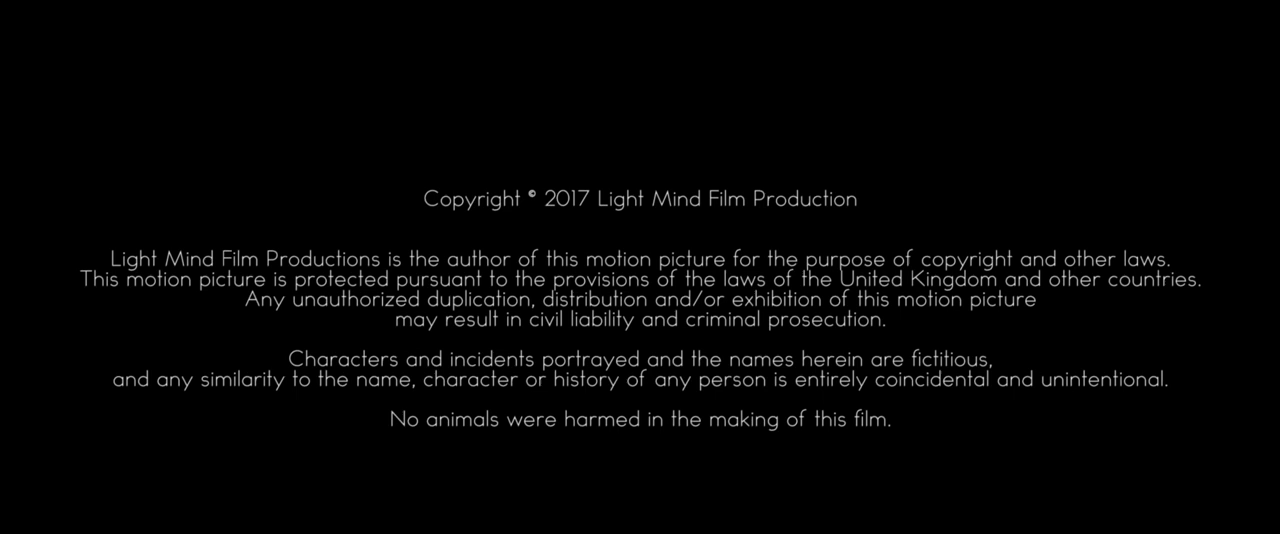 Copyright © 2017 Light Mind Film Production
Light Mind Film Productions is the author of this motion picture for the purpose of copyright and other laws.
This motion picture is protected pursuant to the provisions of the laws of the United Kingdom and other countries.
Any unauthorized duplication, distribution and/or exhibition of this motion picture
may result in civil liability and criminal prosecution.
Characters and incidents portrayed and the names herein are fictitious,
and any similarity to the name, character or history of any person is entirely coincidental and unintentional.
No animals were harmed in the making of this film.